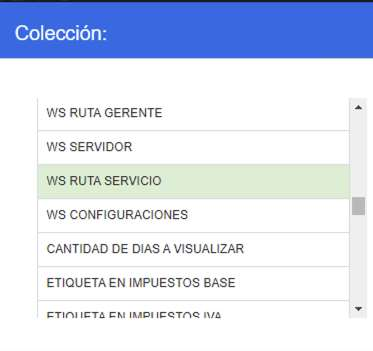 Colección:
WS RUTA GERENTE
WS SERVIDOR
WS RUTA SERVICIO
WS CONFIGURACIONES
CANTIDAD DE DIAS A VISUALIZAR
ETIQUETA EN IMPUESTOS BASE
ETIQUETA EN IMPUESTOS IVA